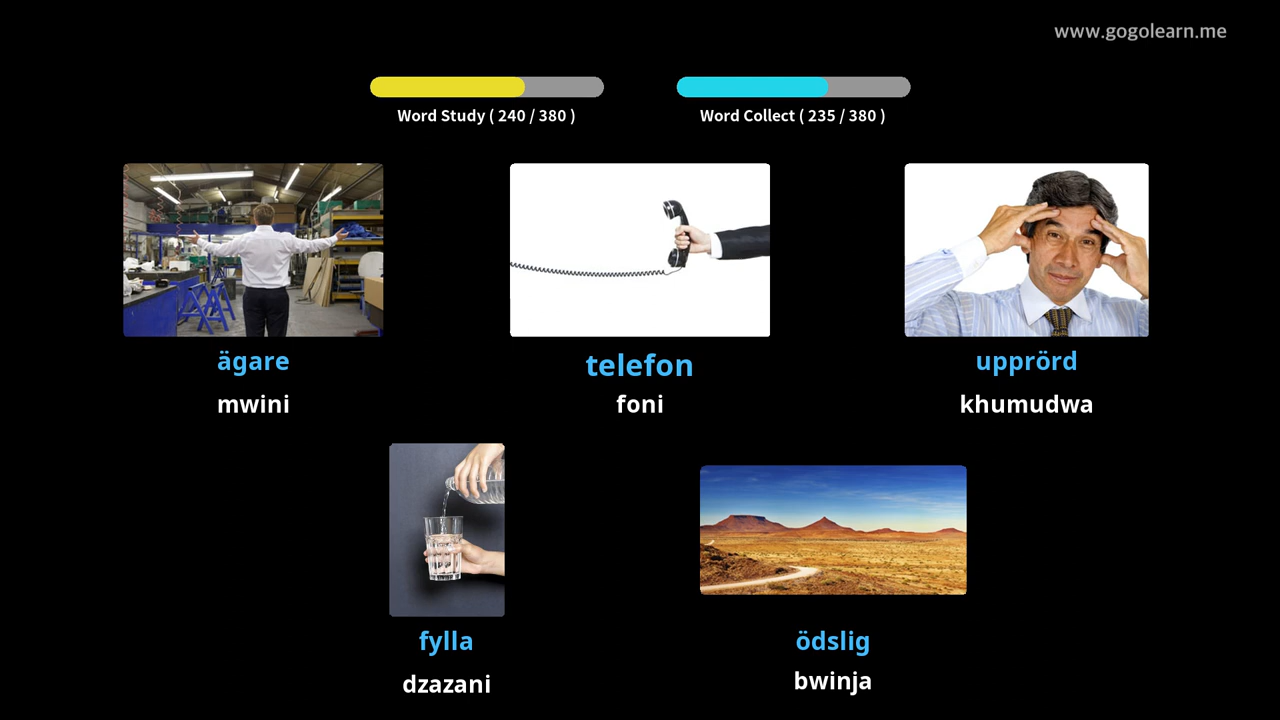 www.gogolearn.me
Word Study ( 240 / 380 )
Word Collect ( 235 / 380 )
ägare
mwini
telefon
foni
upprörd
khumudwa
fylla
dzazani
ödslig
bwinja